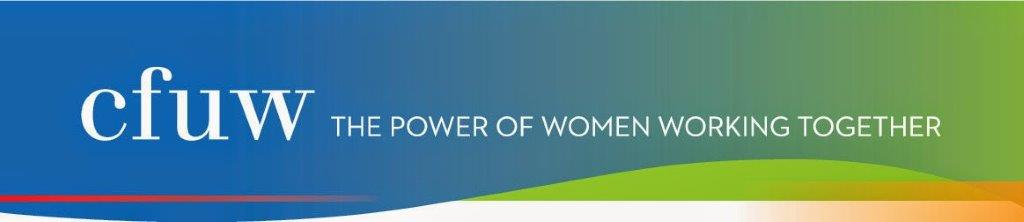 cfuw THE POWER OF WOMEN WORKING TOGETHER